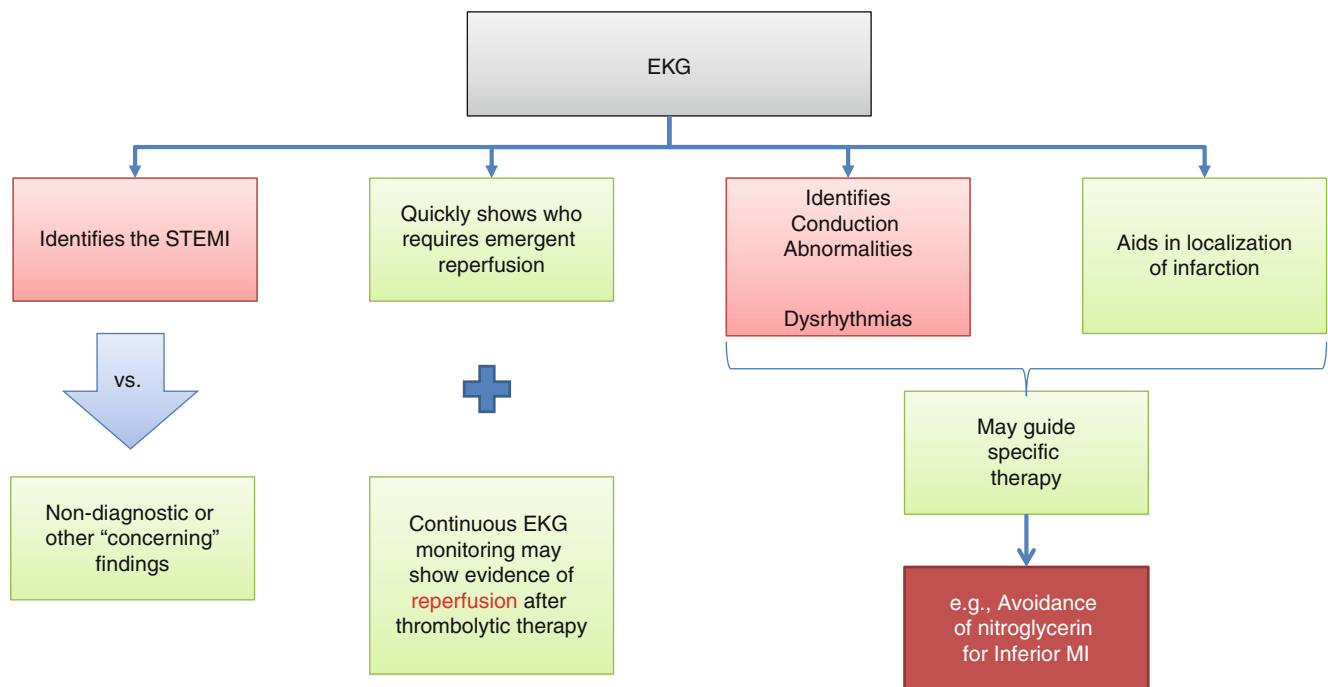 EKG
Identifies the STEMI
Quickly shows who
requires emergent
reperfusion
Identifies
Conduction
Abnormalities
Dysrhythmias
Aids in localization
of infarction
vs.
May guide
specific
therapy
Non-diagnostic or
other “concerning”
findings
Continuous EKG
monitoring may
show evidence of
reperfusion after
thrombolytic therapy
e.g., Avoidance
of nitroglycerin
for Inferior MI